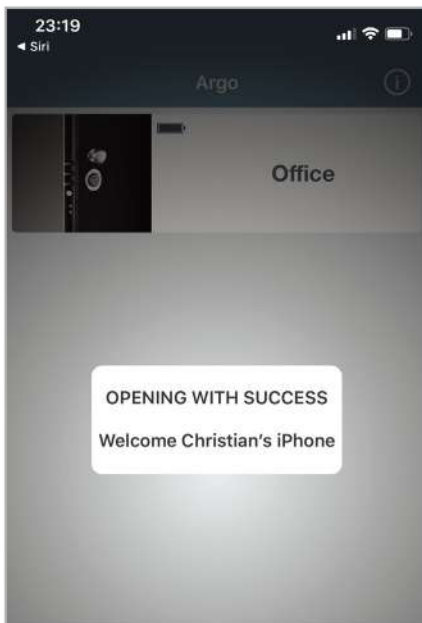 23:19
◀ Siri
Argo
Office
OPENING WITH SUCCESS
Welcome Christian's iPhone